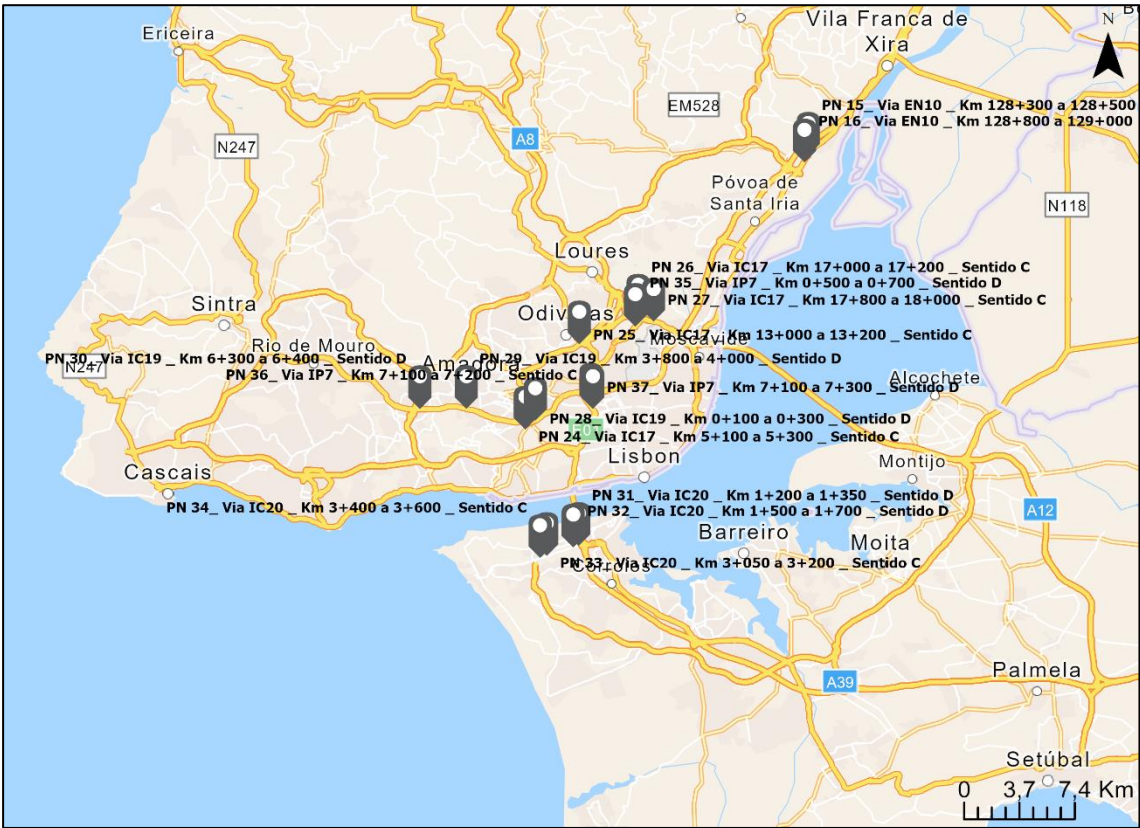 Vila Franca de
Xira
N
Ericeira
EM528
PN 15_ Via EN10 _ Km 128+300 a 128+500
PN 16_ Via EN10 _ Km 128+800 a 129+000
A8
N247
Póvoa de
Santa Iria
N118
Loures
PN 26_ Via IC17 _ Km 17+000 a 17+200 _ Sentido C
PN 35_ Via IP7 _ Km 0+500 a 0+700 _ Sentido D
PN 27_ Via IC17 _ Km 17+800 a 18+000 _ Sentido C
Sintra
PN 25_ Via IC17 _ Km 13+000 a 13+200 _ Sentido C
Moscavide
Rio de Mouro
PN 30_ Via IC19 _ Km 6+300 a 6+400 _ Sentido D
Amadora
PN 29_ Via IC19 _ Km 3+800 a 4+000 _ Sentido D
N247
PN 36_ Via IP7 _ Km 7+100 a 7+200 _ Sentido C
Alcochete
PN 37_ Via IP7 _ Km 7+100 a 7+300 _ Sentido D
PN 28_ Via IC19 _ Km 0+100 a 0+300 _ Sentido D
PN 24_ Via IC17 _ Km 5+100 a 5+300 _ Sentido C
Lisbon
Montijo
Cascais
PN 31_ Via IC20 _ Km 1+200 a 1+350 _ Sentido D
PN 34_ Via IC20 _ Km 3+400 a 3+600 _ Sentido C
PN 32_ Via IC20 _ Km 1+500 a 1+700 _ Sentido D
A12
Barreiro
Moita
PN 33_ Via IC20 _ Km 3+050 a 3+200 _ Sentido C
Palmela
A39
Setúbal
0 3,7 7,4 Km